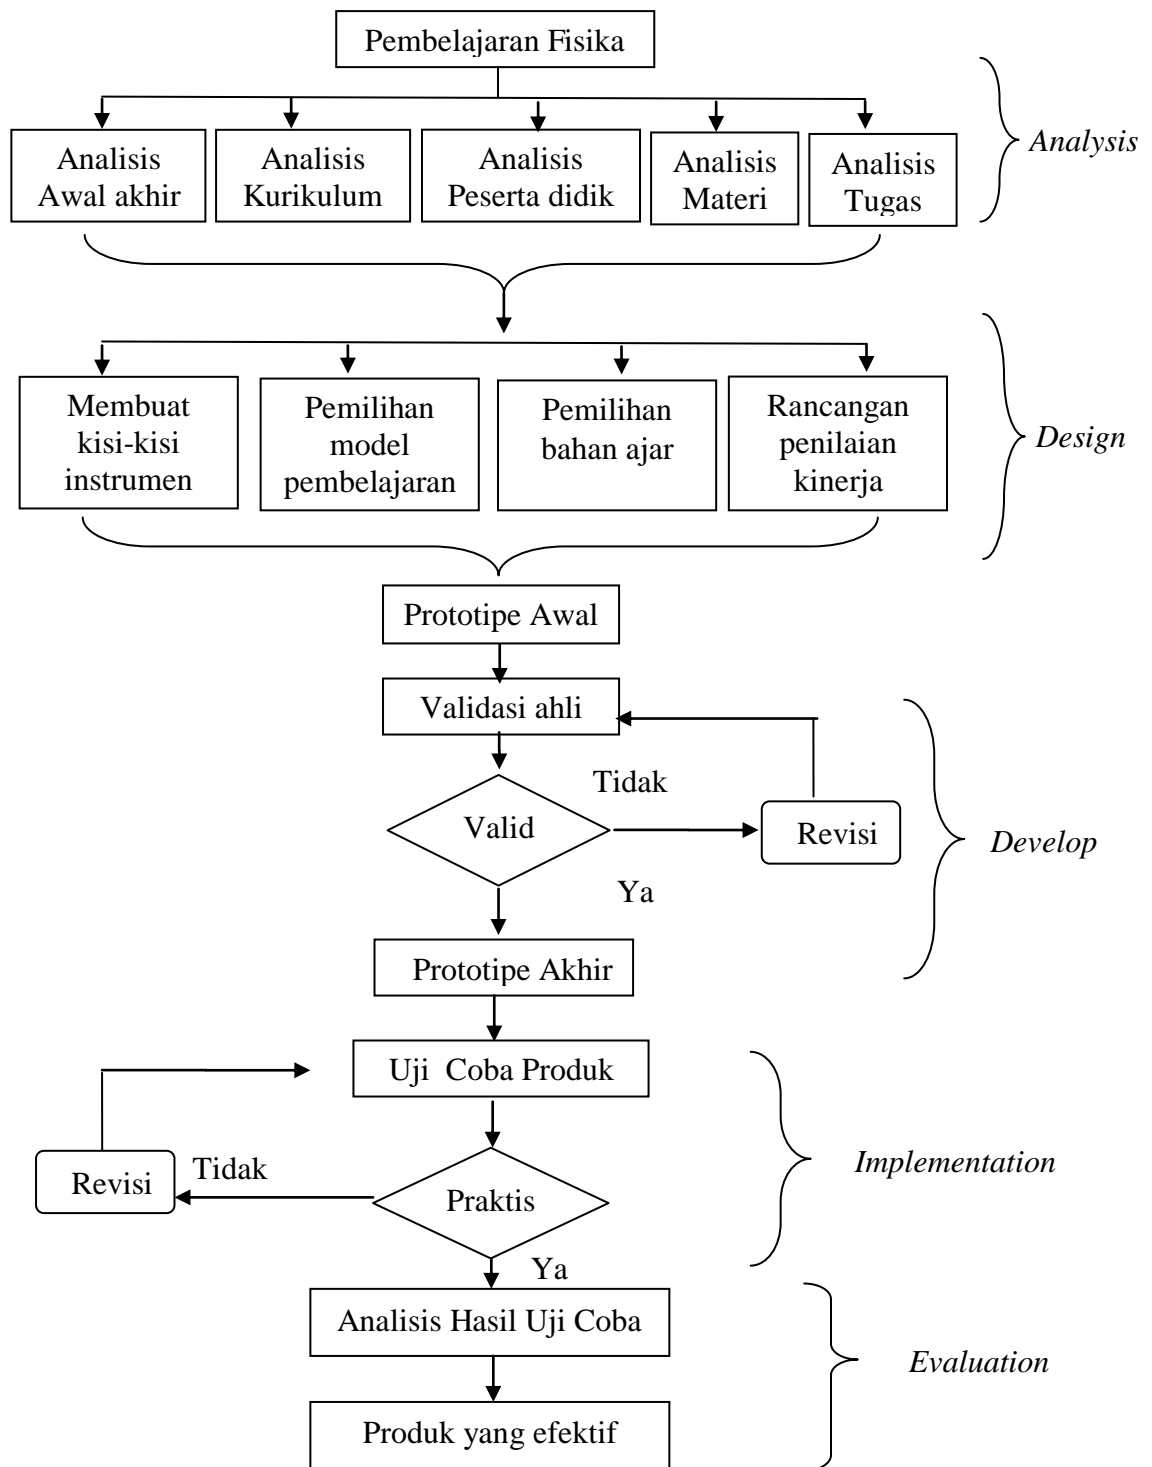 Pembelajaran Fisika
Analysis
Analisis
Awal akhir
Analisis
Kurikulum
Analisis
Peserta didik
Analisis
Materi
Analisis
Tugas
Design
Membuat
kisi-kisi
instrumen
Pemilihan
model
pembelajaran
Pemilihan
bahan ajar
Rancangan
penilaian
kinerja
Prototipe Awal
Validasi ahli
Tidak
Valid
Revisi
Develop
Ya
Prototipe Akhir
Uji  Coba Produk
Implementation
Revisi
Tidak
Praktis
Ya
Analisis Hasil Uji Coba
Evaluation
Produk yang efektif